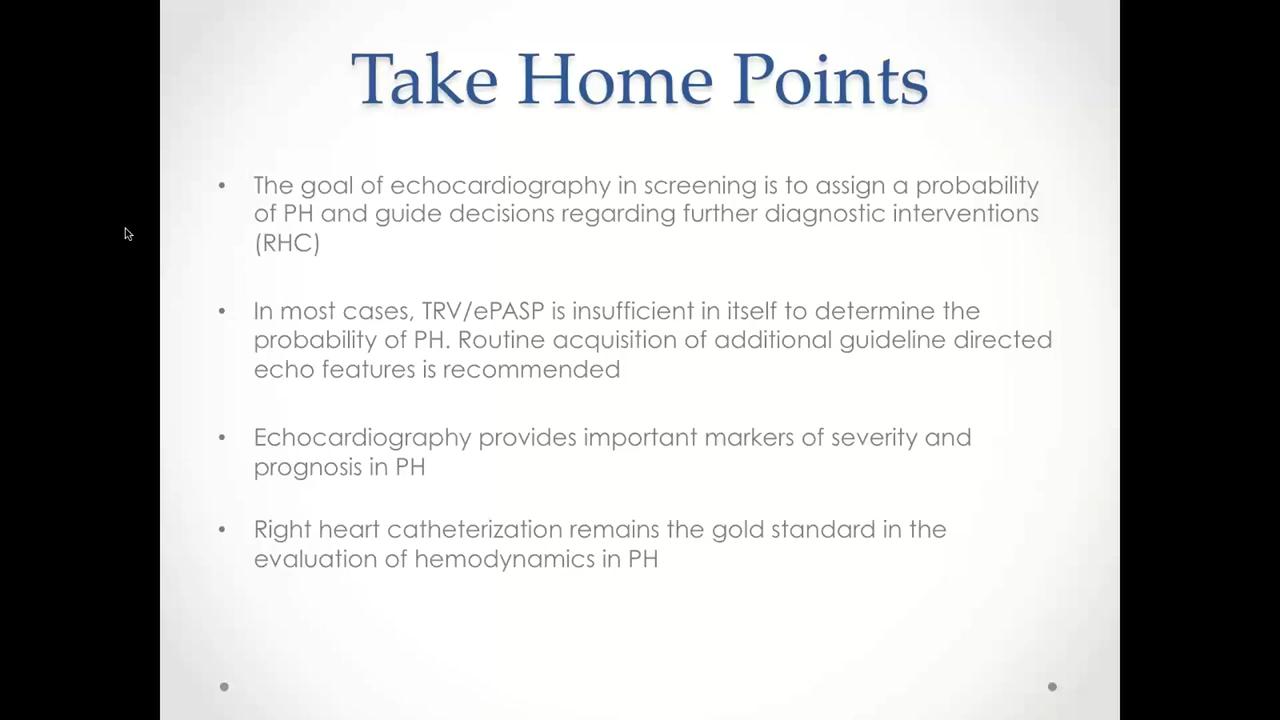 Take Home Points
• The goal of echocardiography in screening is to assign a probability
of PH and guide decisions regarding further diagnostic interventions
(RHC)
• In most cases, TRV/ePASP is insufficient in itself to determine the
probability of PH. Routine acquisition of additional guideline directed
echo features is recommended
• Echocardiography provides important markers of severity and
prognosis in PH
• Right heart catheterization remains the gold standard in the
evaluation of hemodynamics in PH